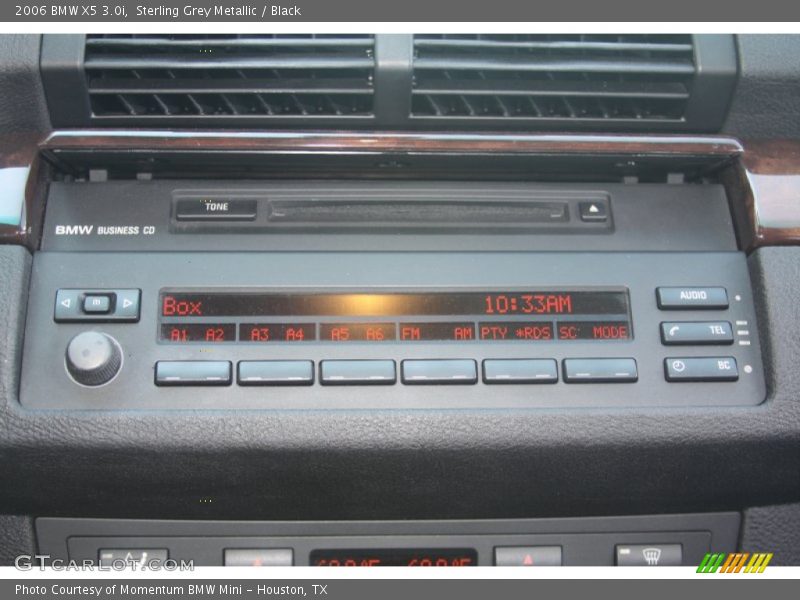 2006 BMW X5 3.0i,  Sterling Grey Metallic / Black
TONE
BMW BUSINESS CD
Box 10:33AM
A1 A2 A3 A4 A5 A6 FM AM PTY *RDS SC MODE
AUDIO
TEL
BC
GTCarLot.com
Photo Courtesy of Momentum BMW Mini - Houston, TX